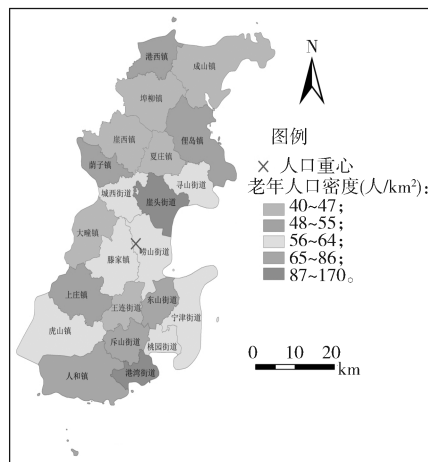 港西镇
成山镇
埠柳镇
崖西镇
夏庄镇
俚岛镇
荫子镇
城西街道
寻山街道
崖头街道
大疃镇
滕家镇
崂山街道
上庄镇
王连街道
东山街道
宁津街道
虎山镇
斥山街道
桃园街道
人和镇
港湾街道
N
图例
人口重心
老年人口密度(人/km²):
40~47;
48~55;
56~64;
65~86;
87~170。
0 10 20
km